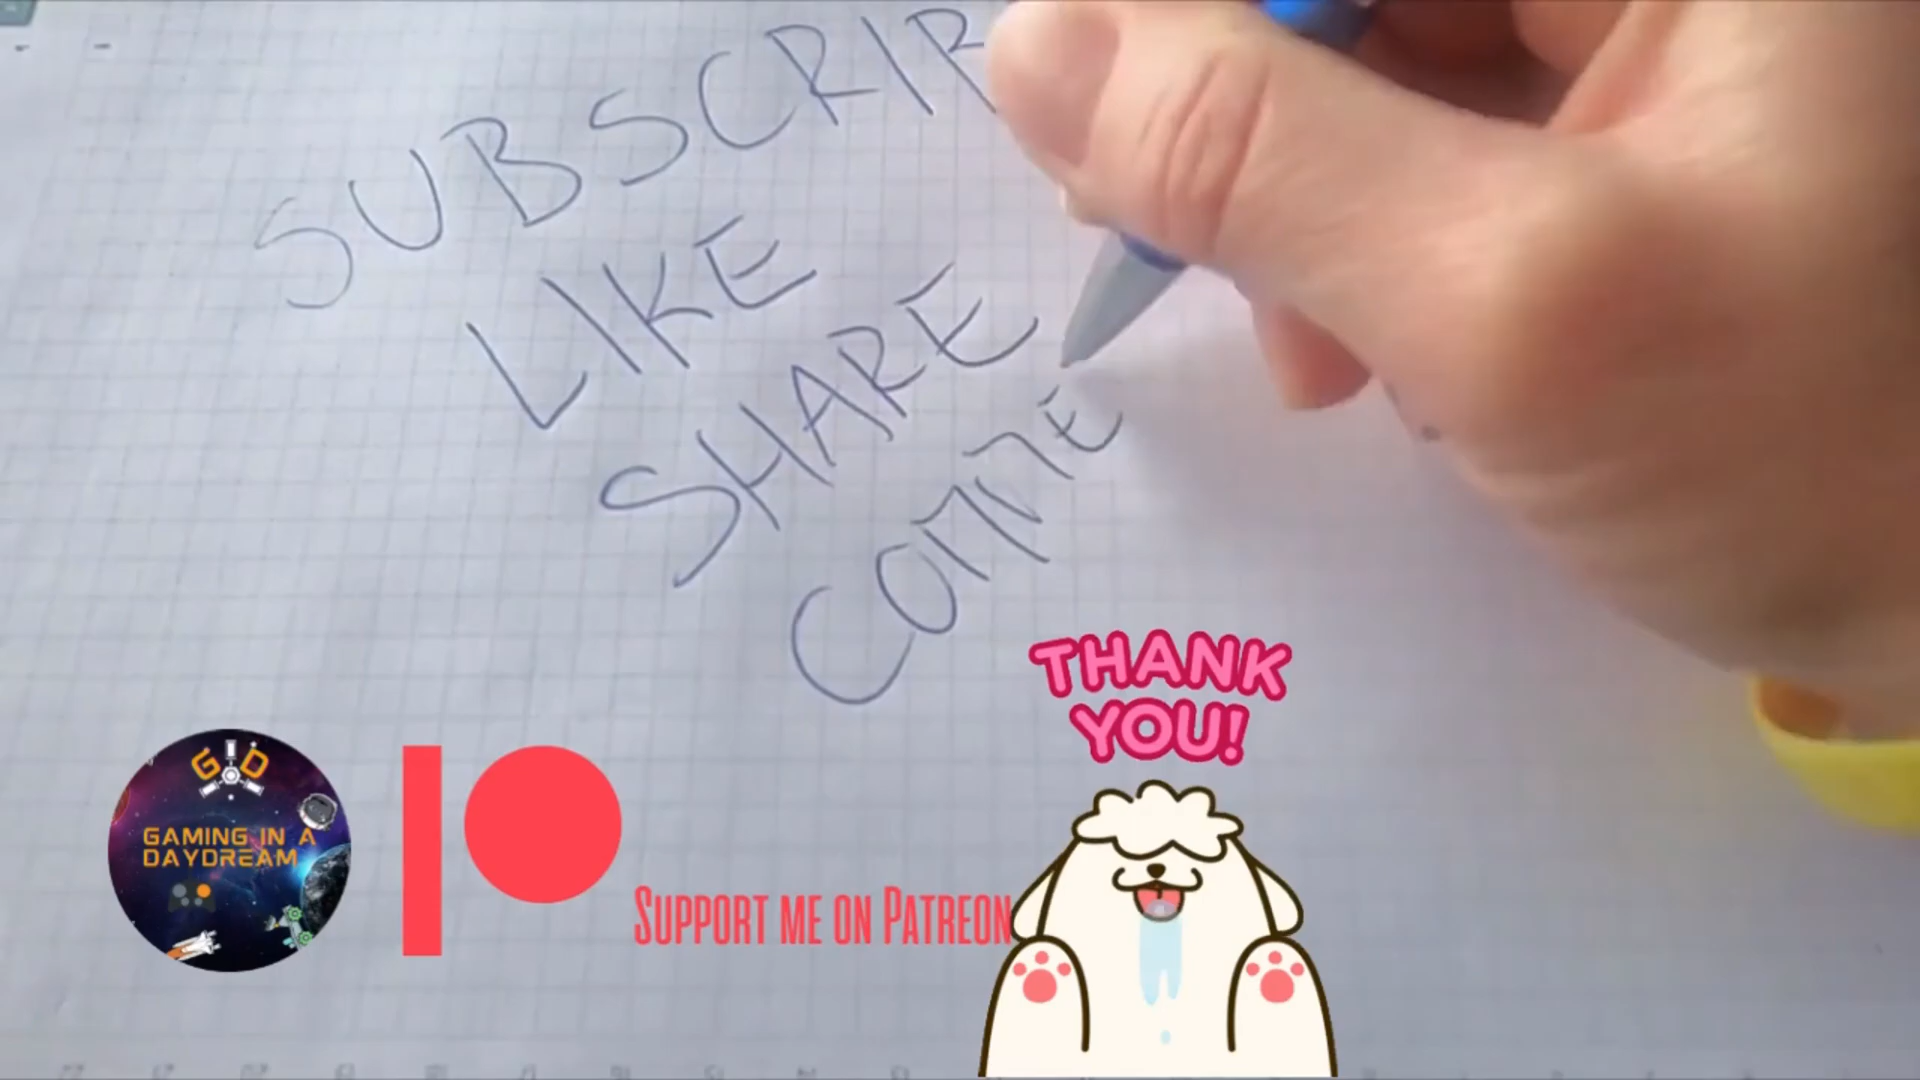 SUBSCRIB
LIKE
SHARE
COMME
THANK
YOU!
G D
GAMING IN A
DAYDREAM
SUPPORT ME ON PATREON